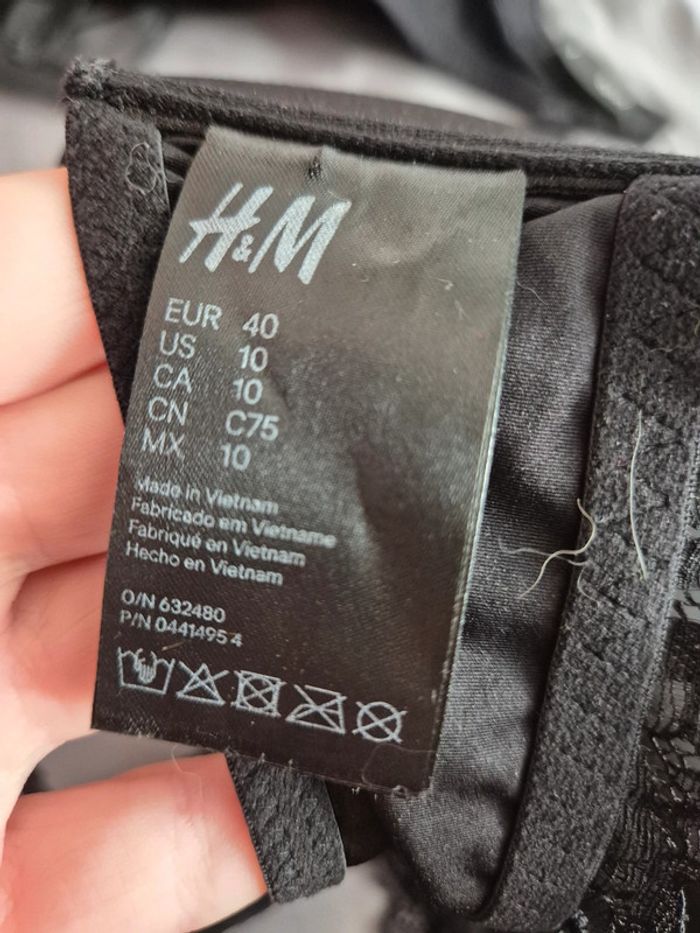 H&M
EUR 40
US 10
CA 10
CN C75
MX 10
Made in Vietnam
Fabricado em Vietname
Fabriqué en Vietnam
Hecho en Vietnam
O/N 632480
P/N 0441495 4